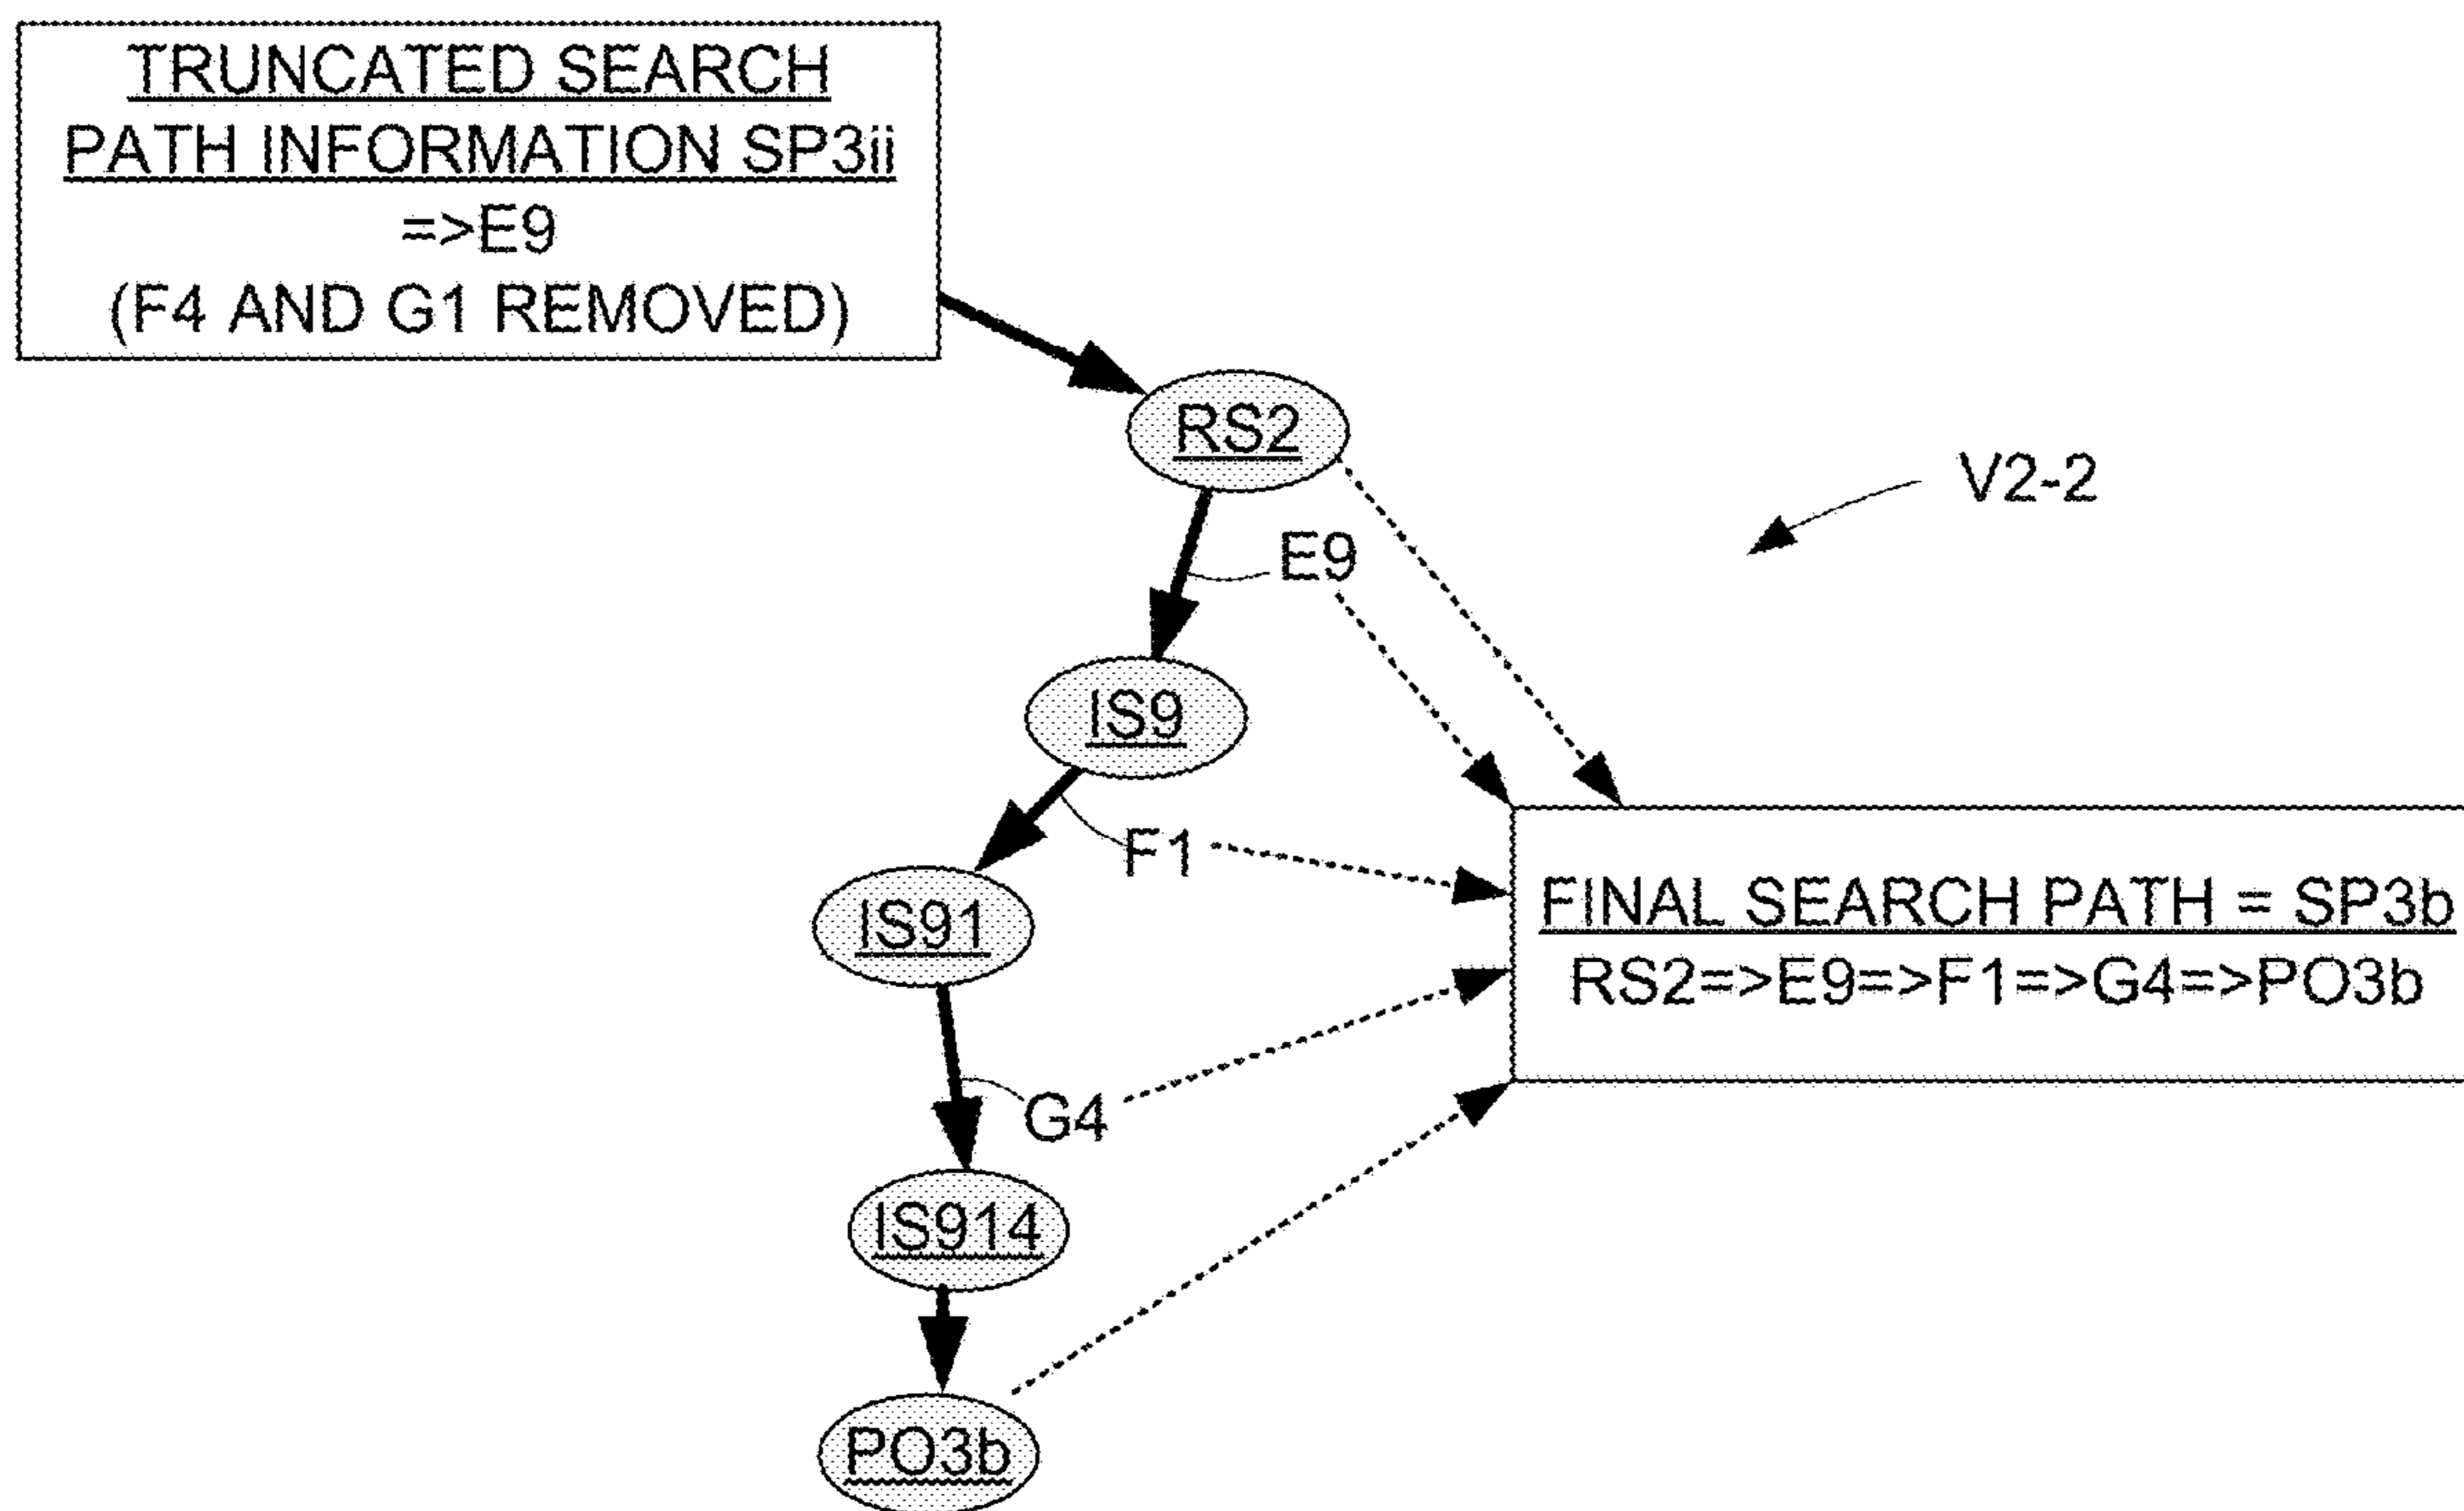 TRUNCATED SEARCH
PATH INFORMATION SP3ii
=>E9
(F4 AND G1 REMOVED)
RS2
V2-2
E9
IS9
F1
IS91
FINAL SEARCH PATH = SP3b
RS2=>E9=>F1=>G4=>PO3b
G4
IS914
PO3b